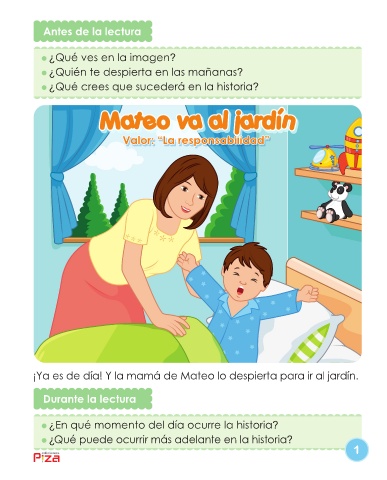 Antes de la lectura
¿Qué ves en la imagen?
¿Quién te despierta en las mañanas?
¿Qué crees que sucederá en la historia?
Mateo va al jardín
Valor: "La responsabilidad"
¡Ya es de día! Y la mamá de Mateo lo despierta para ir al jardín.
Durante la lectura
¿En qué momento del día ocurre la historia?
¿Qué puede ocurrir más adelante en la historia?
PIZA
1